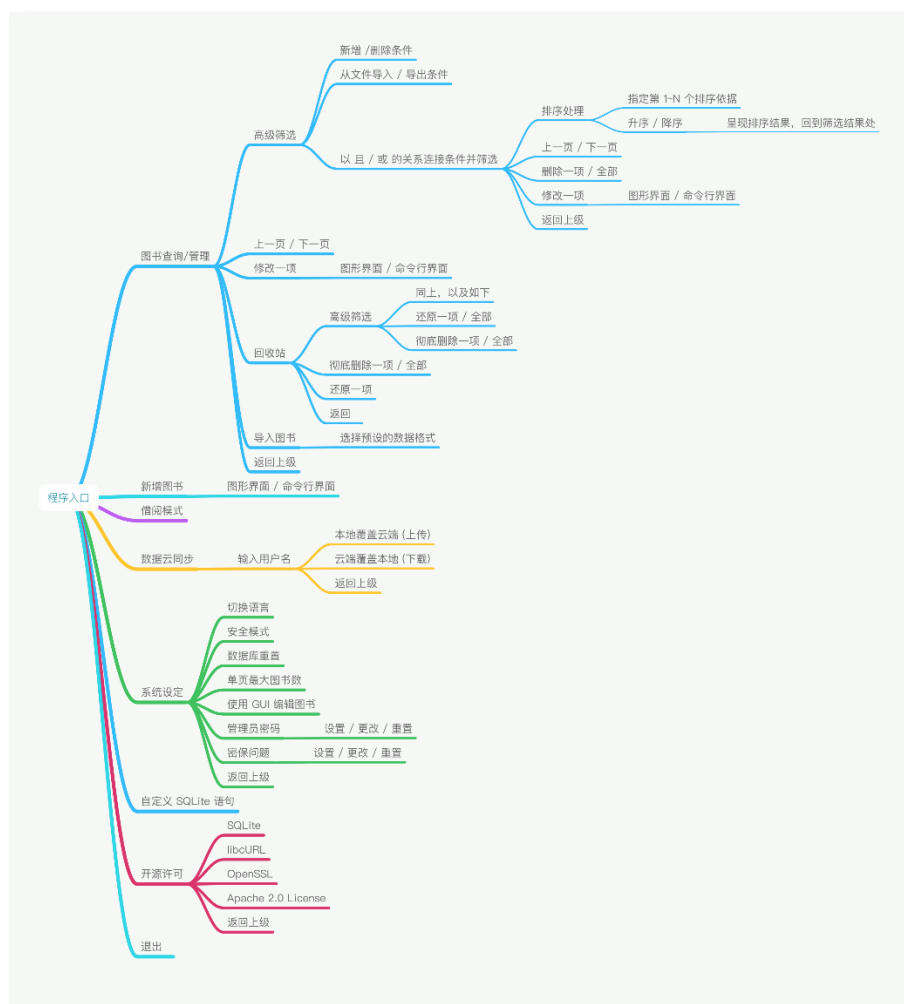 程序入口
图书查询/管理
高级筛选
新增 /删除条件
从文件导入 / 导出条件
以 且 / 或 的关系连接条件并筛选
排序处理
指定第 1-N 个排序依据
升序 / 降序
呈现排序结果，回到筛选结果处
上一页 / 下一页
删除一项 / 全部
修改一项
图形界面 / 命令行界面
返回上级
上一页 / 下一页
修改一项
图形界面 / 命令行界面
回收站
高级筛选
同上，以及如下
还原一项 / 全部
彻底删除一项 / 全部
彻底删除一项 / 全部
还原一项
返回
导入图书
选择预设的数据格式
返回上级
新增图书
图形界面 / 命令行界面
借阅模式
数据云同步
输入用户名
本地覆盖云端 (上传)
云端覆盖本地 (下载)
返回上级
系统设定
切换语言
安全模式
数据库重置
单页最大图书数
使用 GUI 编辑图书
管理员密码
设置 / 更改 / 重置
密保问题
设置 / 更改 / 重置
返回上级
自定义 SQLite 语句
开源许可
SQLite
libcURL
OpenSSL
Apache 2.0 License
返回上级
退出